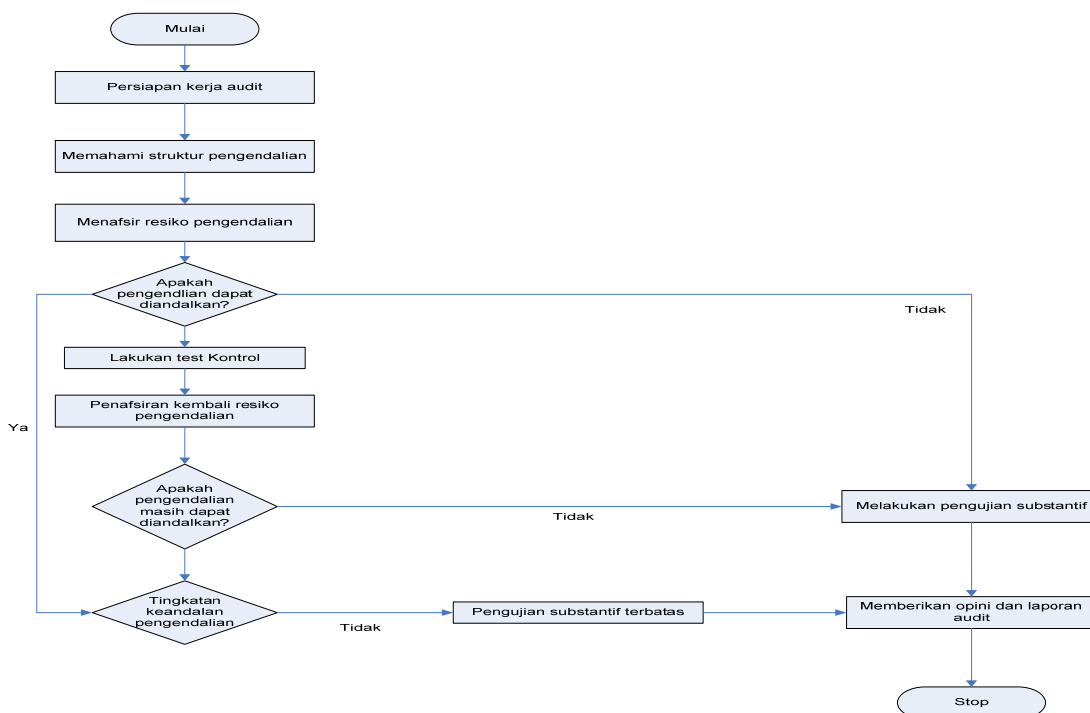 Mulai
Persiapan kerja audit
Memahami struktur pengendalian
Menafsir resiko pengendalian
Apakah
pengendlian dapat
diandalkan?
Tidak
Lakukan test Kontrol
Penafsiran kembali resiko
pengendalian
Ya
Apakah
pengendalian
masih dapat
diandalkan?
Tidak
Melakukan pengujian substantif
Tingkatan
keandalan
pengendalian
Tidak
Pengujian substantif terbatas
Memberikan opini dan laporan
audit
Stop